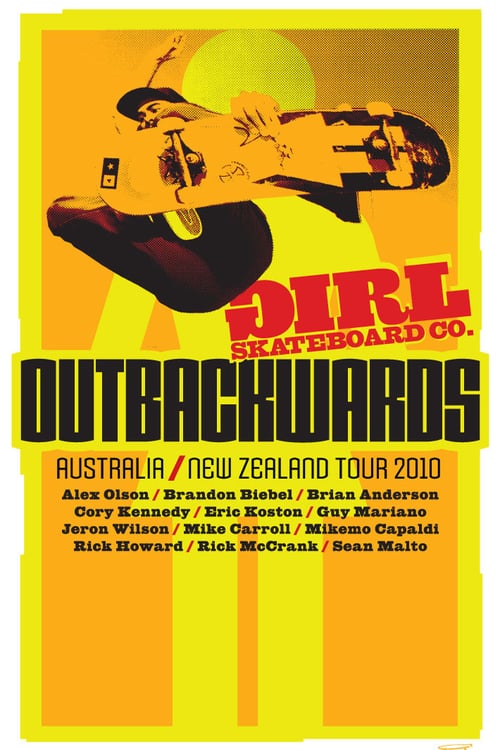 GIRL
SKATEBOARD CO.
OUTBACKWARDS
AUSTRALIA / NEW ZEALAND TOUR 2010
Alex Olson / Brandon Biebel / Brian Anderson
Cory Kennedy / Eric Koston / Guy Mariano
Jeron Wilson / Mike Carroll / Mikemo Capaldi
Rick Howard / Rick McCrank / Sean Malto